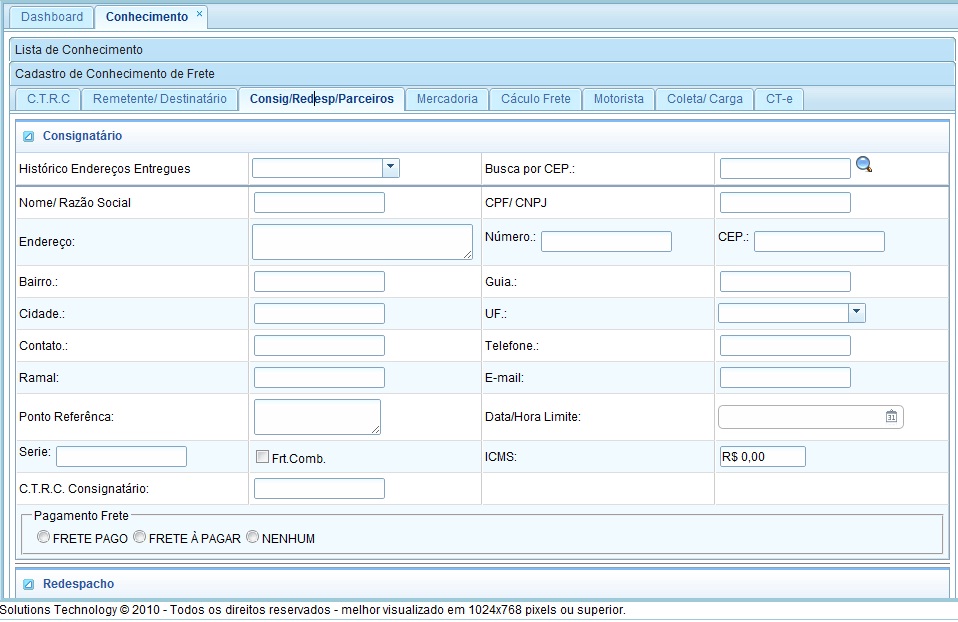 Dashboard Conhecimento ×
Lista de Conhecimento
Cadastro de Conhecimento de Frete
C.T.R.C Remetente/ Destinatário Consig/Redesp/Parceiros Mercadoria Cáculo Frete Motorista Coleta/ Carga CT-e
Consignatário
Histórico Endereços Entregues Busca por CEP.:
Nome/ Razão Social CPF/ CNPJ
Endereço: Número.: CEP.:
Bairro.: Guia.:
Cidade.: UF.:
Contato.: Telefone.:
Ramal: E-mail:
Ponto Referênca: Data/Hora Limite: 31
Serie: Frt.Comb. ICMS: R$ 0,00
C.T.R.C. Consignatário:
Pagamento Frete
FRETE PAGO FRETE À PAGAR NENHUM
Redespacho
Solutions Technology © 2010 - Todos os direitos reservados - melhor visualizado em 1024x768 pixels ou superior.